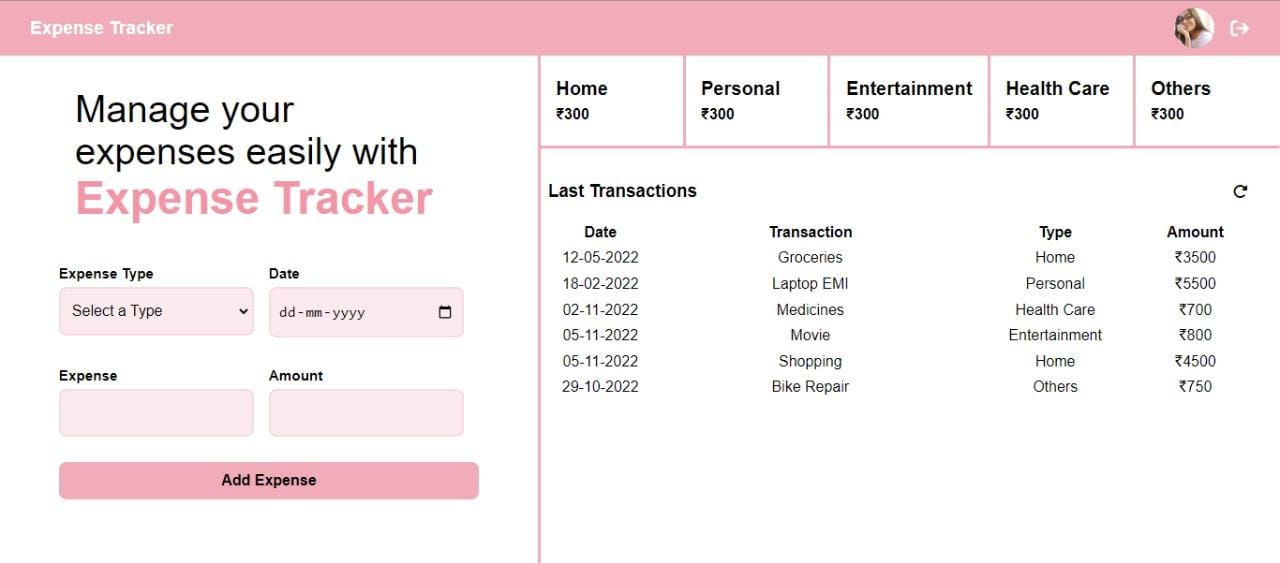 Expense Tracker
Manage your
expenses easily with
Expense Tracker
Expense Type
Date
Select a Type
dd-mm-yyyy
Expense
Amount
Add Expense
Home
₹300
Personal
₹300
Entertainment
₹300
Health Care
₹300
Others
₹300
Last Transactions
Date Transaction Type Amount
12-05-2022 Groceries Home ₹3500
18-02-2022 Laptop EMI Personal ₹5500
02-11-2022 Medicines Health Care ₹700
05-11-2022 Movie Entertainment ₹800
05-11-2022 Shopping Home ₹4500
29-10-2022 Bike Repair Others ₹750